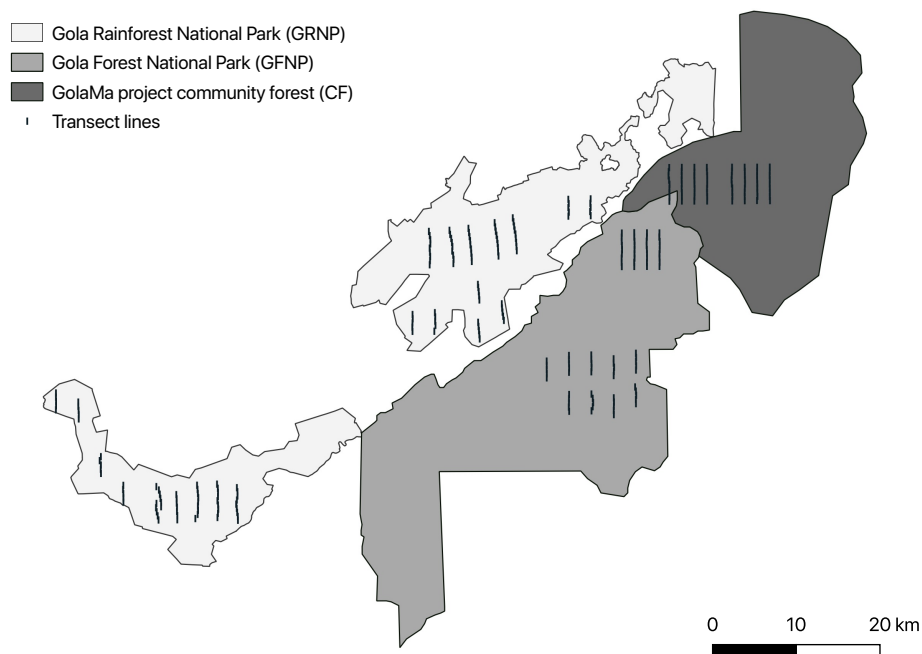 Gola Rainforest National Park (GRNP)
Gola Forest National Park (GFNP)
GolaMa project community forest (CF)
Transect lines
0 10 20 km